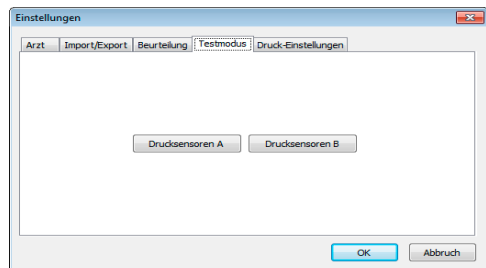 Einstellungen
Arzt Import/Export Beurteilung Testmodus Druck-Einstellungen
Drucksensoren A Drucksensoren B
OK Abbruch